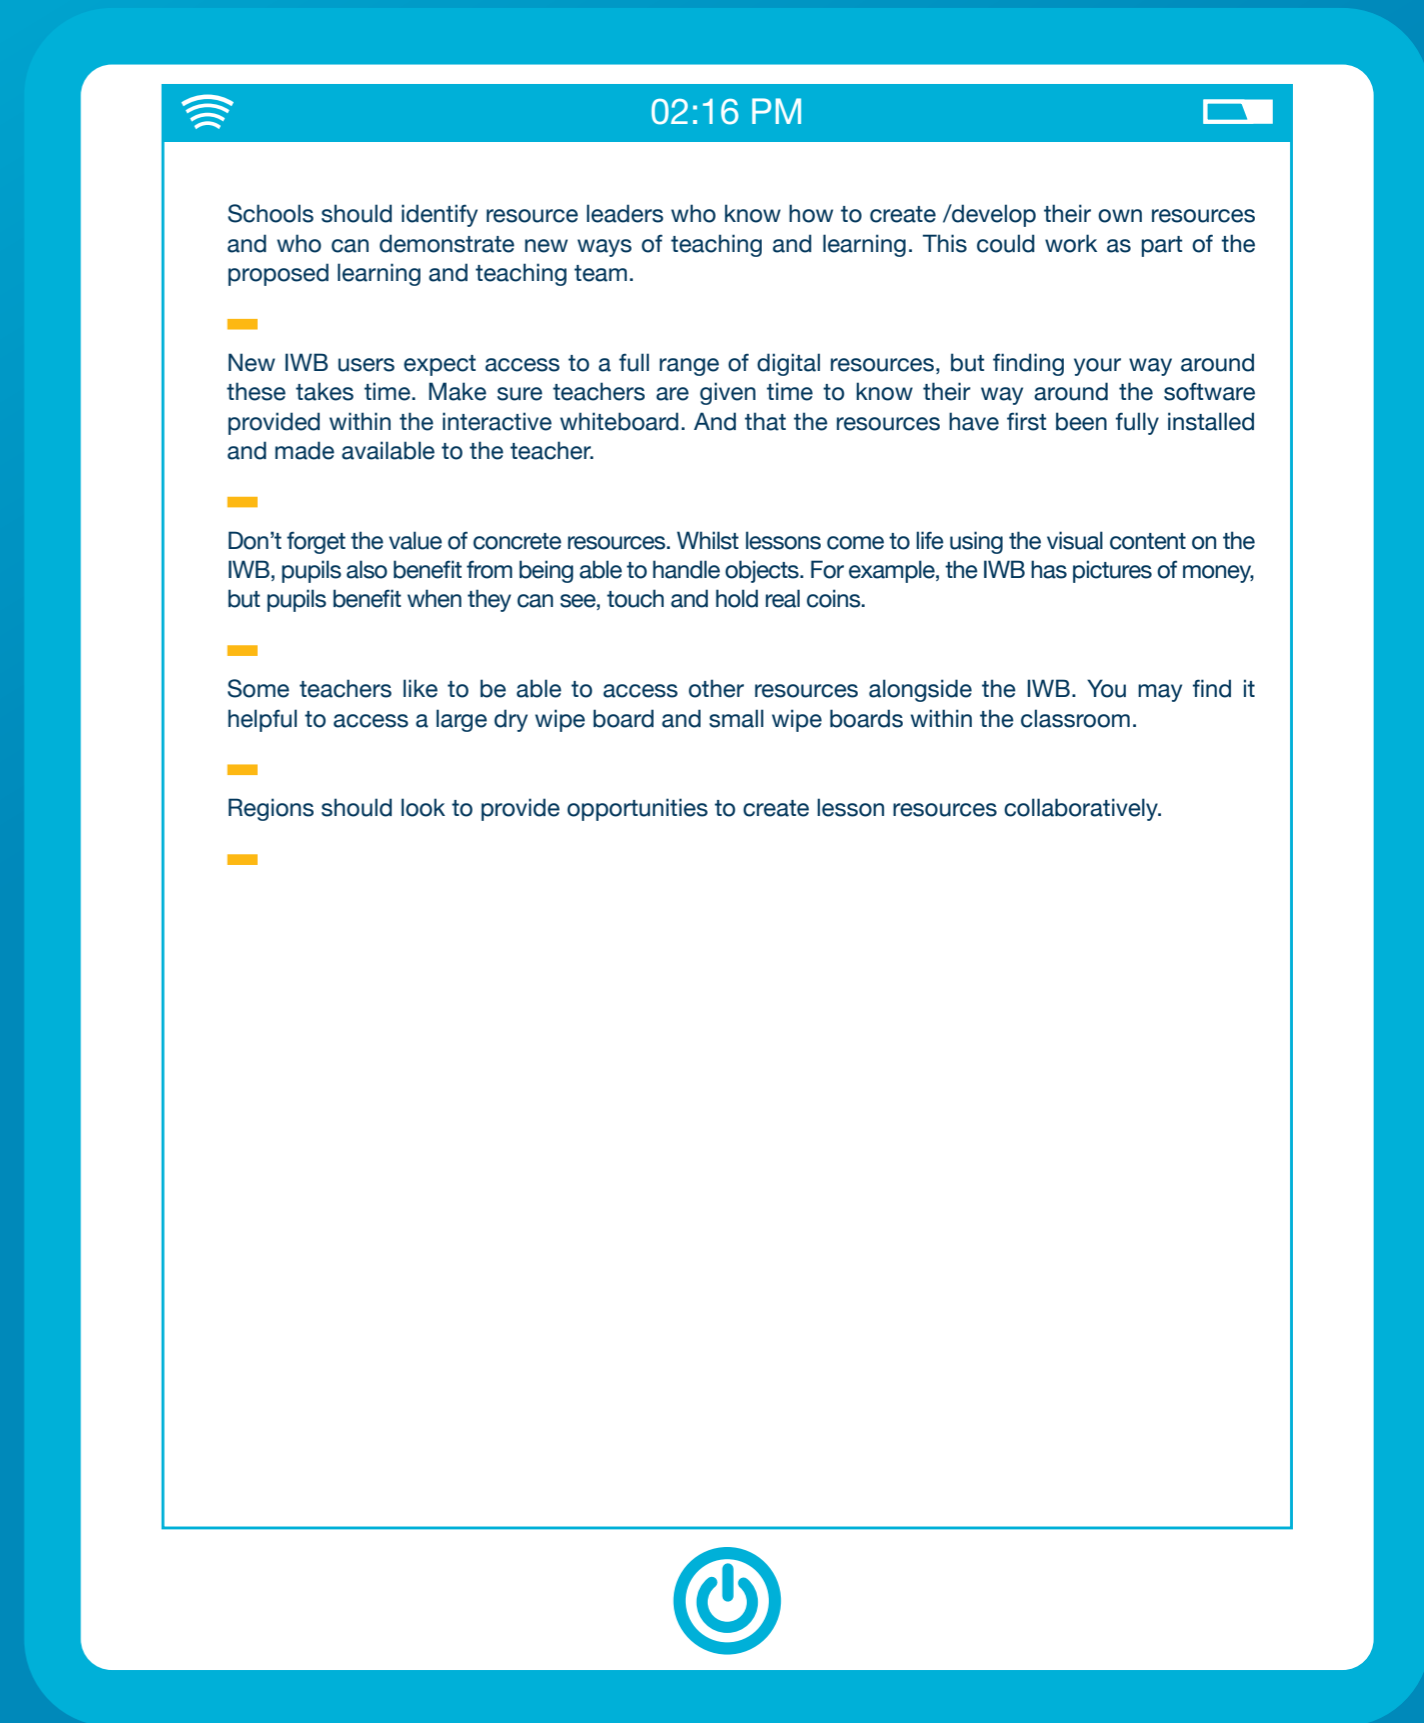 02:16 PM
Schools should identify resource leaders who know how to create /develop their own resources
and who can demonstrate new ways of teaching and learning. This could work as part of the
proposed learning and teaching team.
New IWB users expect access to a full range of digital resources, but finding your way around
these takes time. Make sure teachers are given time to know their way around the software
provided within the interactive whiteboard. And that the resources have first been fully installed
and made available to the teacher.
Don't forget the value of concrete resources. Whilst lessons come to life using the visual content on the
IWB, pupils also benefit from being able to handle objects. For example, the IWB has pictures of money,
but pupils benefit when they can see, touch and hold real coins.
Some teachers like to be able to access other resources alongside the IWB. You may find it
helpful to access a large dry wipe board and small wipe boards within the classroom.
Regions should look to provide opportunities to create lesson resources collaboratively.